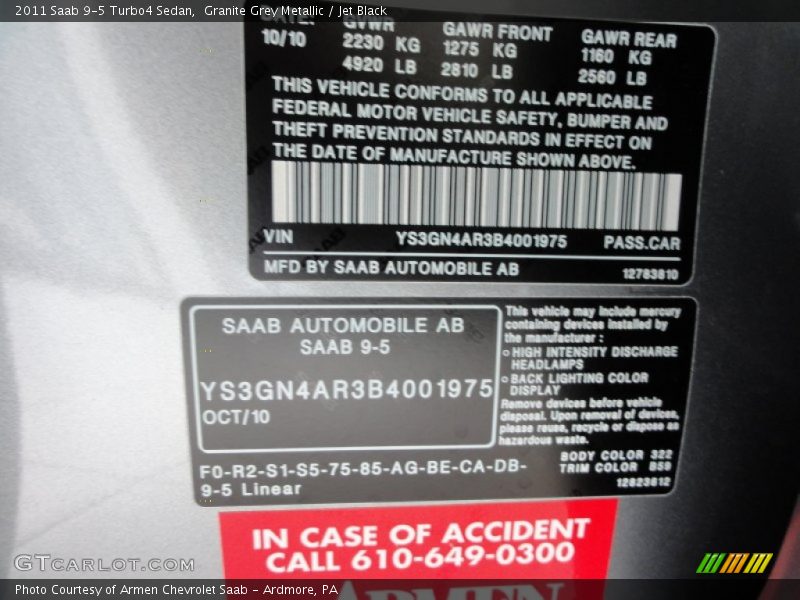 2011 Saab 9-5 Turbo4 Sedan, Granite Grey Metallic / Jet Black
DATE: GVWR GAWR FRONT GAWR REAR
10/10 2230 KG 1275 KG 1160 KG
4920 LB 2810 LB 2560 LB
THIS VEHICLE CONFORMS TO ALL APPLICABLE
FEDERAL MOTOR VEHICLE SAFETY, BUMPER AND
THEFT PREVENTION STANDARDS IN EFFECT ON
THE DATE OF MANUFACTURE SHOWN ABOVE.
VIN YS3GN4AR3B4001975 PASS.CAR
MFD BY SAAB AUTOMOBILE AB 12783810
SAAB AUTOMOBILE AB
SAAB 9-5
YS3GN4AR3B4001975
OCT/10
F0-R2-S1-S5-75-85-AG-BE-CA-DB-
9-5 Linear
This vehicle may include mercury
containing devices installed by
the manufacturer :
o HIGH INTENSITY DISCHARGE
HEADLAMPS
o BACK LIGHTING COLOR
DISPLAY
Remove devices before vehicle
disposal. Upon removal of devices,
please reuse, recycle or dispose as
hazardous waste.
BODY COLOR 322
TRIM COLOR B59
12823612
IN CASE OF ACCIDENT
CALL 610-649-0300
ARMEN
GTCARLOT.COM
Photo Courtesy of Armen Chevrolet Saab - Ardmore, PA